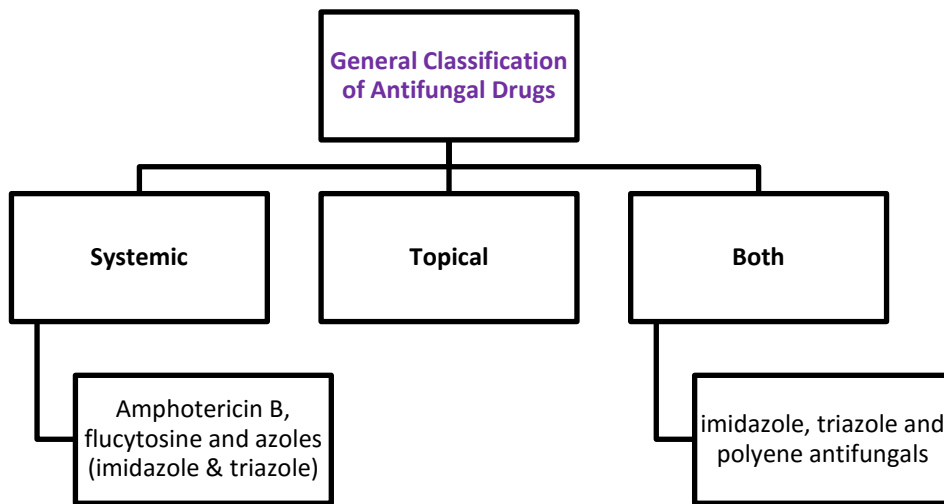 General Classification
of Antifungal Drugs
Systemic
Topical
Both
Amphotericin B,
flucytosine and azoles
(imidazole & triazole)
imidazole, triazole and
polyene antifungals